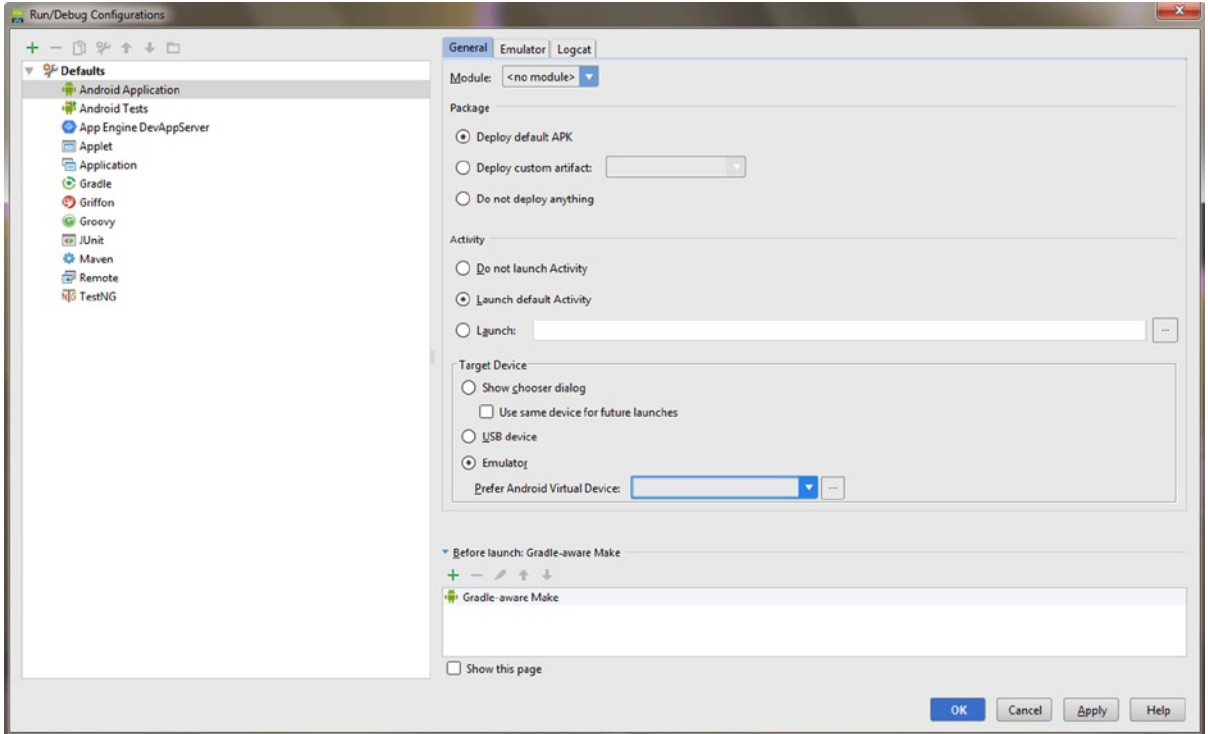 Run/Debug Configurations
Defaults
Android Application
Android Tests
App Engine DevAppServer
Applet
Application
Gradle
Griffon
Groovy
JUnit
Maven
Remote
TestNG
General Emulator Logcat
Module: <no module>
Package
Deploy default APK
Deploy custom artifact:
Do not deploy anything
Activity
Do not launch Activity
Launch default Activity
Launch: ...
Target Device
Show chooser dialog
Use same device for future launches
USB device
Emulator
Prefer Android Virtual Device: ...
Before launch: Gradle-aware Make
Gradle-aware Make
Show this page
OK Cancel Apply Help